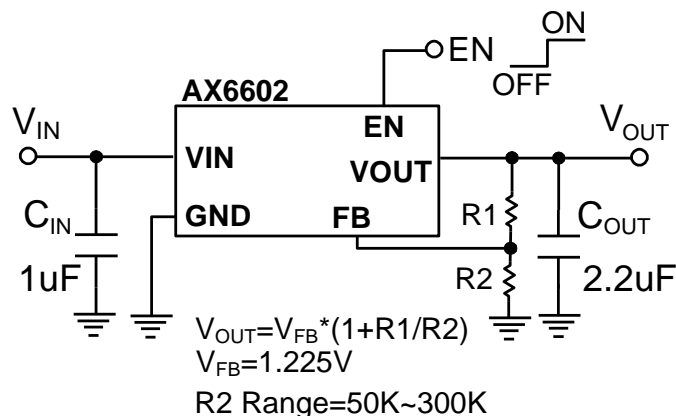 ON
EN
OFF
AX6602
V_IN
VIN
EN
VOUT
V_OUT
GND
FB
C_IN
1uF
R1
R2
C_OUT
2.2uF
V_OUT=V_FB*(1+R1/R2)
V_FB=1.225V
R2 Range=50K~300K